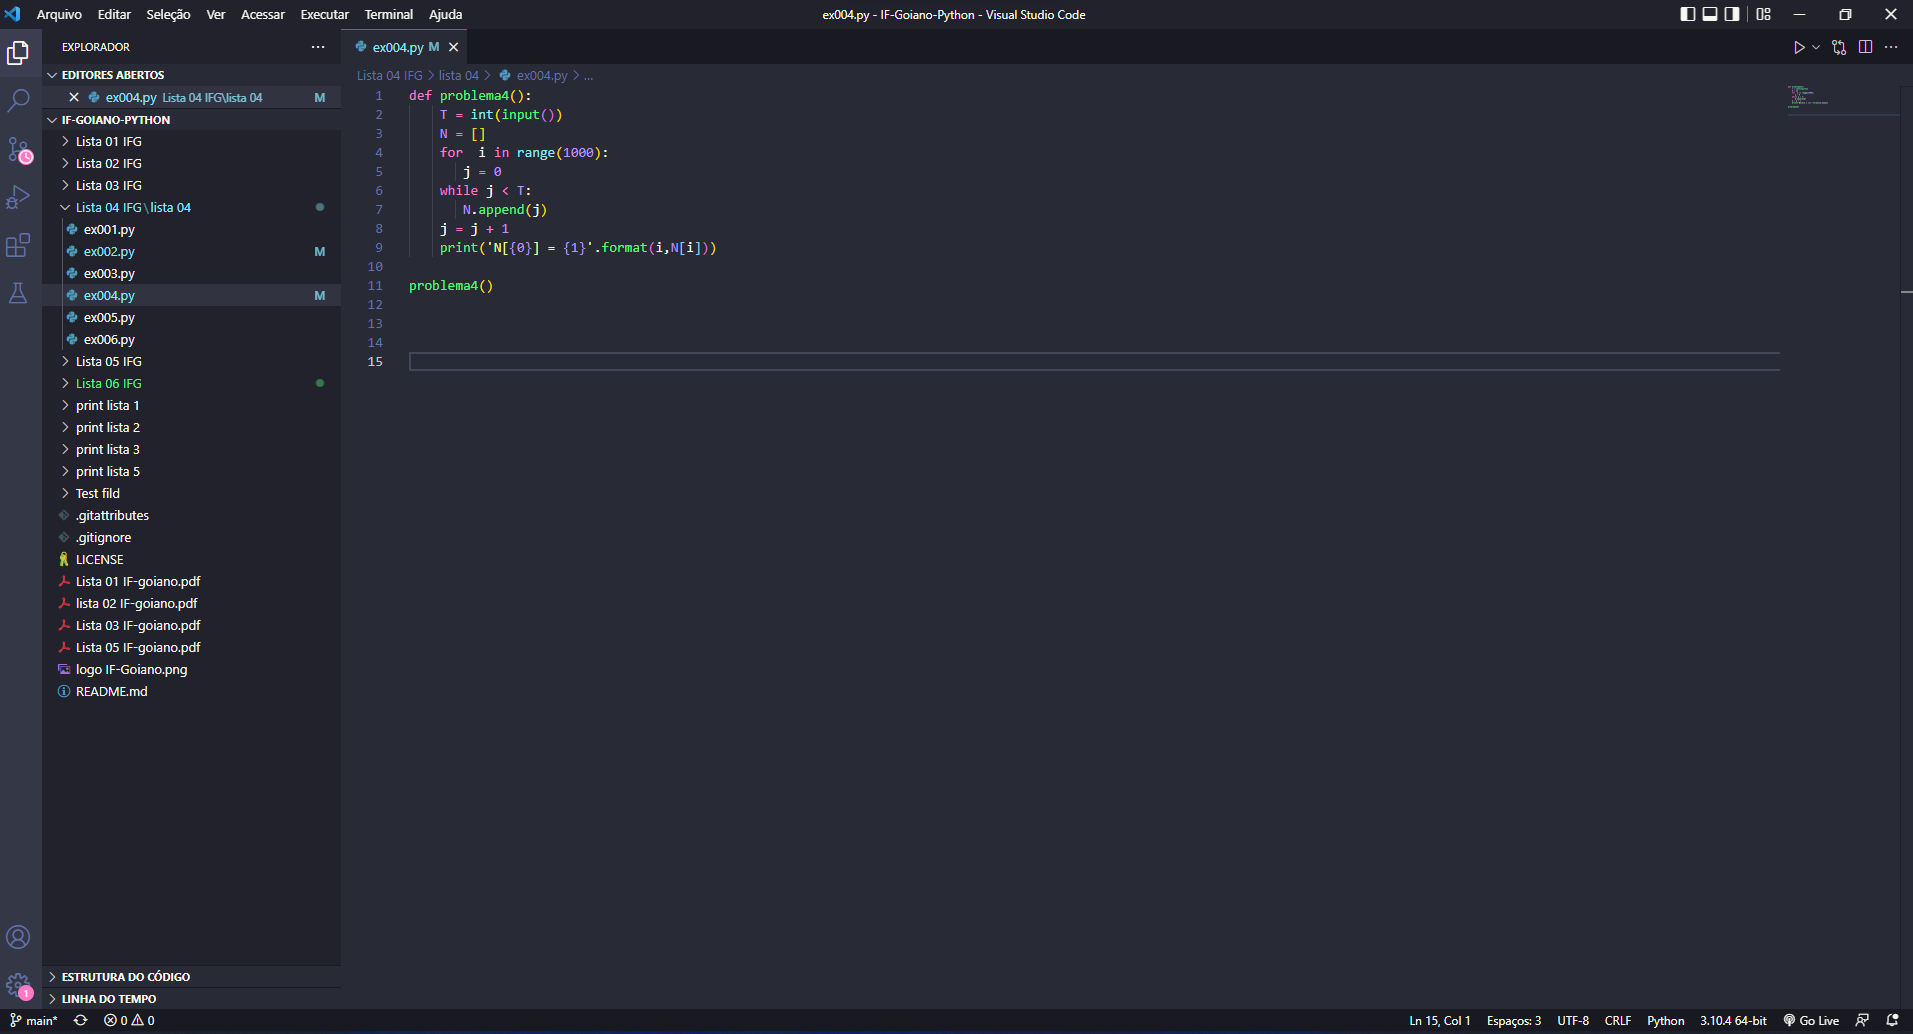 Arquivo Editar Seleção Ver Acessar Executar Terminal Ajuda
ex004.py - IF-Goiano-Python - Visual Studio Code
EXPLORADOR
EDITORES ABERTOS
ex004.py Lista 04 IFG\lista 04 M
IF-GOIANO-PYTHON
Lista 01 IFG
Lista 02 IFG
Lista 03 IFG
Lista 04 IFG\lista 04
ex001.py
ex002.py M
ex003.py
ex004.py M
ex005.py
ex006.py
Lista 05 IFG
Lista 06 IFG
print lista 1
print lista 2
print lista 3
print lista 5
Test fild
.gitattributes
.gitignore
LICENSE
Lista 01 IF-goiano.pdf
lista 02 IF-goiano.pdf
Lista 03 IF-goiano.pdf
Lista 05 IF-goiano.pdf
logo IF-Goiano.png
README.md
ESTRUTURA DO CÓDIGO
LINHA DO TEMPO
1
ex004.py M
Lista 04 IFG > lista 04 > ex004.py > ...
1 def problema4():
2 T = int(input())
3 N = []
4 for  i in range(1000):
5 j = 0
6 while j < T:
7 N.append(j)
8 j = j + 1
9 print('N[{0}] = {1}'.format(i,N[i]))
10
11 problema4()
12
13
14
15
main* 0 0
Ln 15, Col 1 Espaços: 3 UTF-8 CRLF Python 3.10.4 64-bit Go Live